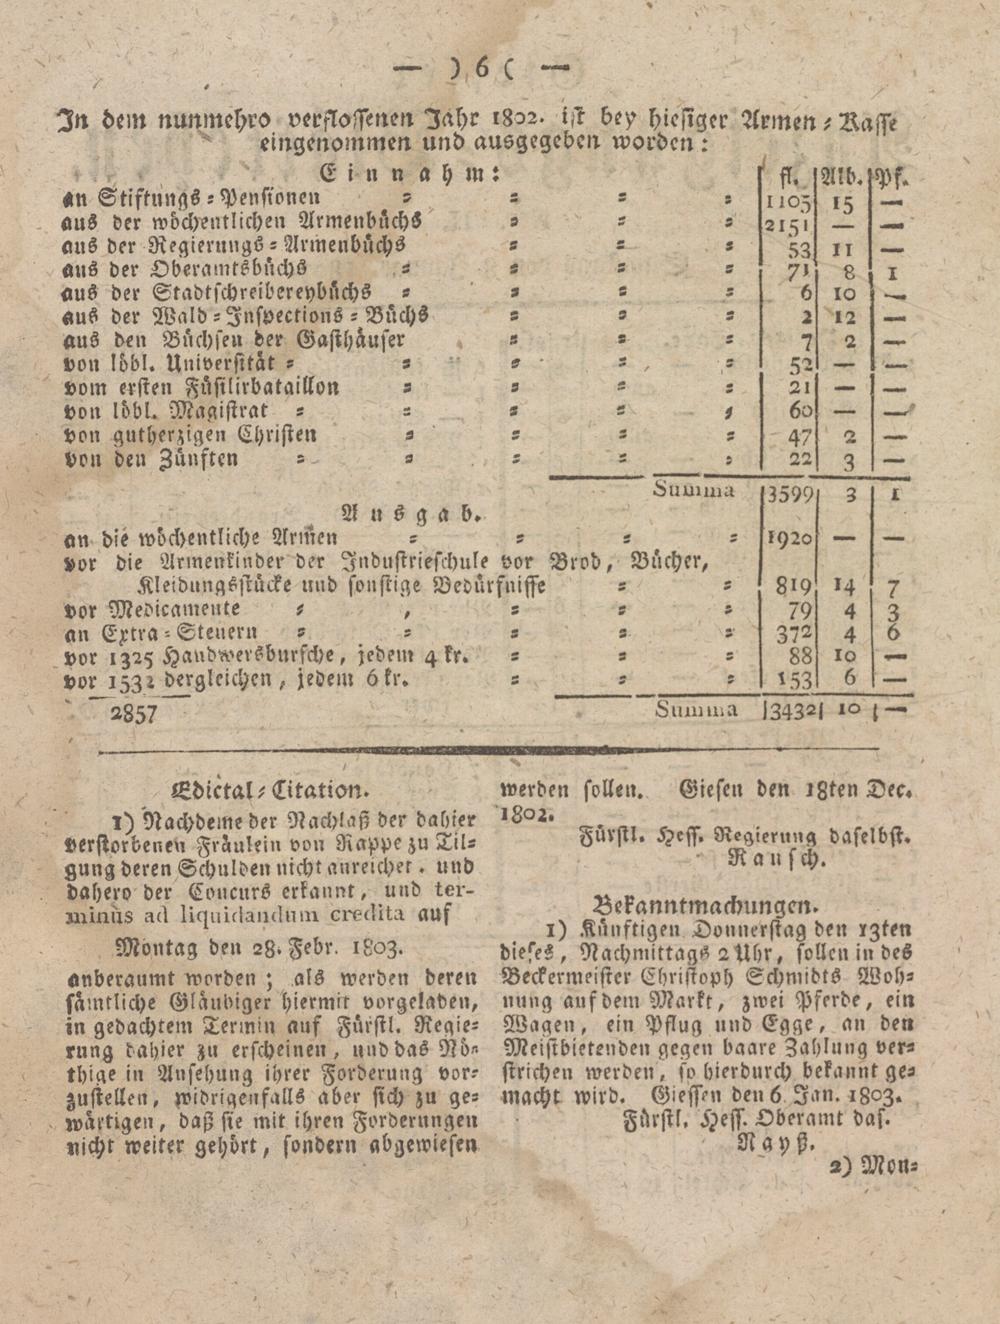 — )6( —
In dem nunmehro verflossenen Jahr 1802. ist bey hiesiger Armen-Kasse
eingenommen und ausgegeben worden:
Einnahm: fl. Alb. Pf.
an Stiftungs-Pensionen 1105 15 —
aus der wöchentlichen Armenbüchs 2151 — —
aus der Regierungs-Armenbüchs 53 11 —
aus der Oberamtsbüchs 71 8 1
aus der Stadtschreibereybüchs 6 10 —
aus der Wald-Inspections-Büchs 2 12 —
aus den Büchsen der Gasthäuser 7 2 —
von löbl. Universität 52 — —
vom ersten Füsilirbataillon 21 — —
von löbl. Magistrat 60 — —
von gutherzigen Christen 47 2 —
von den Zünften 22 3 —
Summa 3599 3 1
Ausgab.
an die wöchentliche Armen 1920 — —
vor die Armenkinder der Industrieschule vor Brod, Bücher,
Kleidungsstücke und sonstige Bedürfnisse 819 14 7
vor Medicamente 79 4 3
an Extra-Steuern 372 4 6
vor 1325 Handwersbursche, jedem 4 kr. 88 10 —
vor 1532 dergleichen, jedem 6 kr. 153 6 —
2857 Summa 3432 10 —
Edictal-Citation.
1) Nachdeme der Nachlaß der dahier
verstorbenen Fräulein von Rappe zu Til-
gung deren Schulden nicht anreichet, und
dahero der Concurs erkannt, und ter-
minus ad liquidandum credita auf
Montag den 28. Febr. 1803.
anberaumt worden; als werden deren
sämtliche Gläubiger hiermit vorgeladen,
in gedachtem Termin auf Fürstl. Regie-
rung dahier zu erscheinen, und das Nö-
thige in Ansehung ihrer Forderung vor-
zustellen, widrigenfalls aber sich zu ge-
wärtigen, daß sie mit ihren Forderungen
nicht weiter gehört, sondern abgewiesen
werden sollen. Giesen den 18ten Dec.
1802.
Fürstl. Hess. Regierung daselbst.
Rausch.
Bekanntmachungen.
1) Künftigen Donnerstag den 13ten
dieses, Nachmittags 2 Uhr, sollen in des
Beckermeister Christoph Schmidts Woh-
nung auf dem Markt, zwei Pferde, ein
Wagen, ein Pflug und Egge, an den
Meistbietenden gegen baare Zahlung ver-
strichen werden, so hierdurch bekannt ge-
macht wird. Giessen den 6 Jan. 1803.
Fürstl. Hess. Oberamt das.
Nayß.
2) Mon-